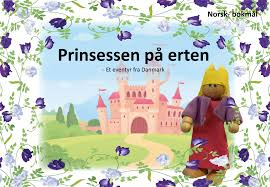 Norsk, bokmål
Prinsessen på erten
- Et eventyr fra Danmark